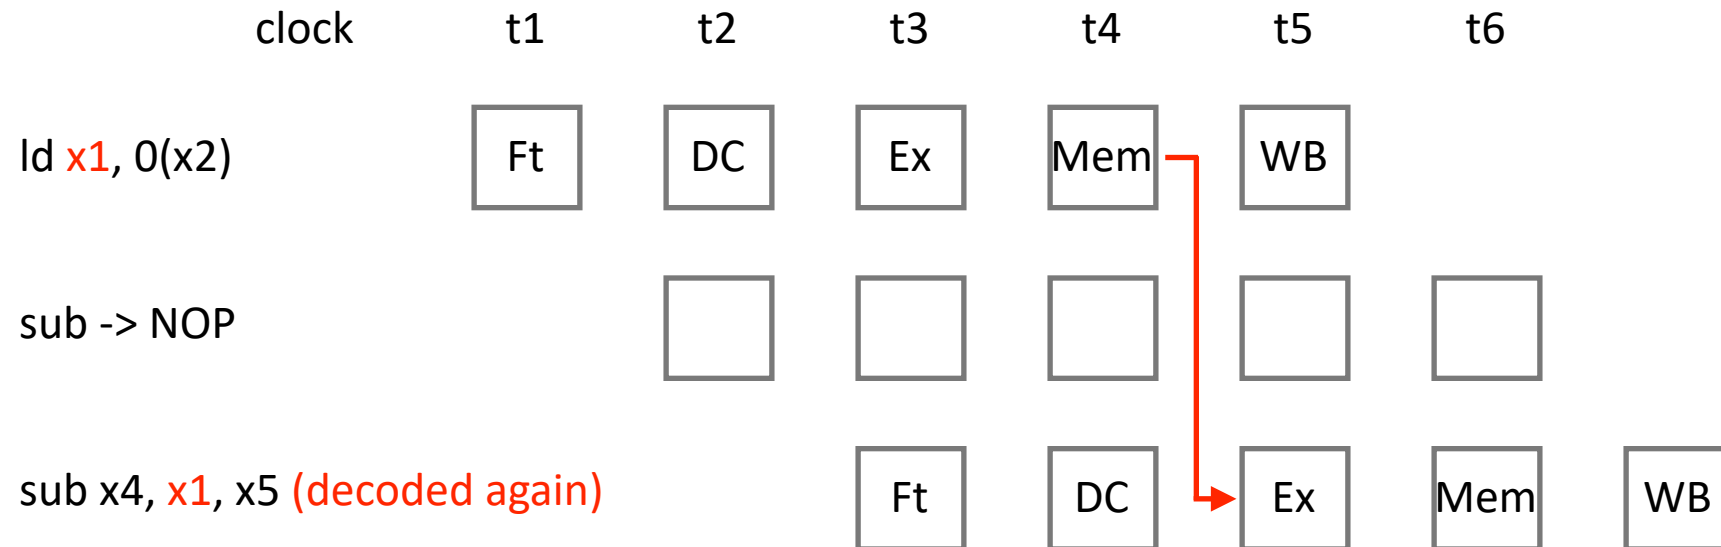 clock t1 t2 t3 t4 t5 t6
ld x1, 0(x2) Ft DC Ex Mem WB
sub -> NOP
sub x4, x1, x5 (decoded again) Ft DC Ex Mem WB